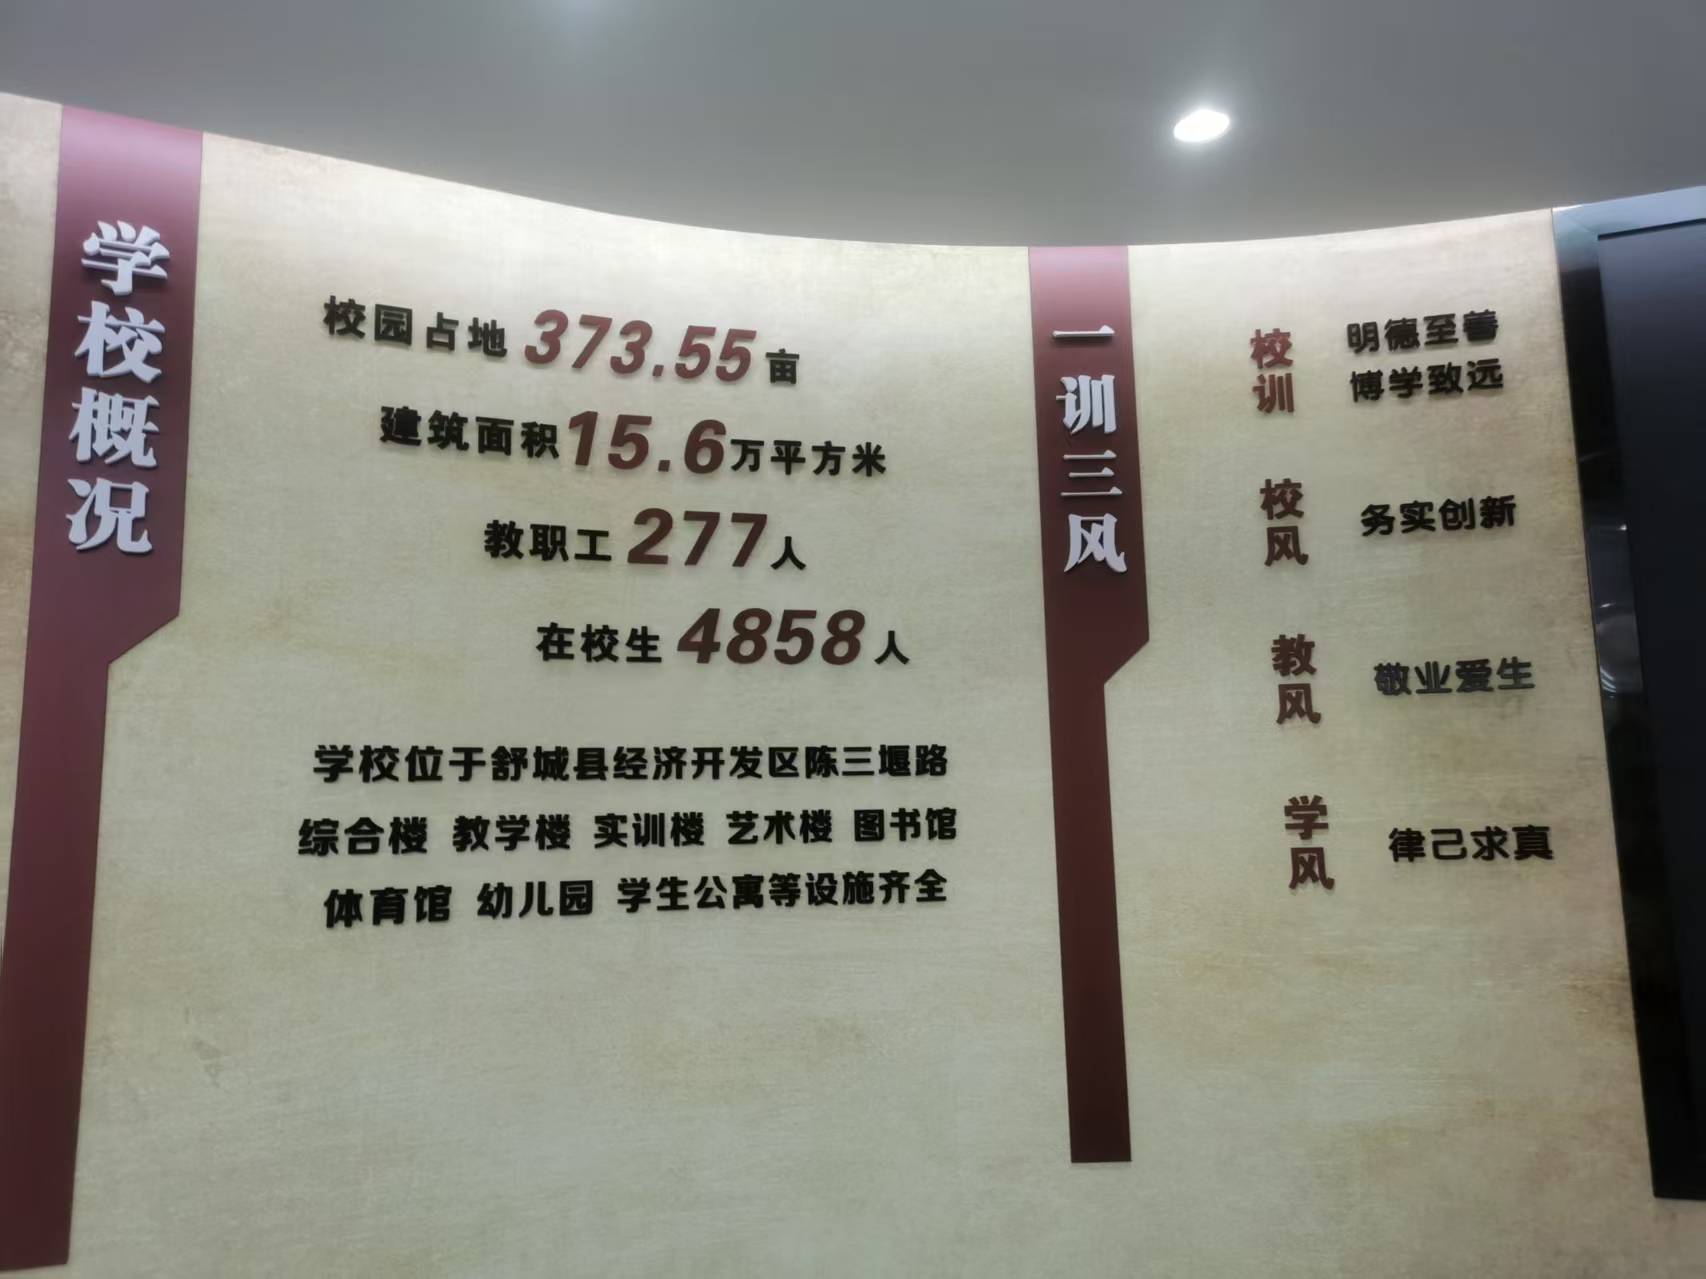 学校概况
校园占地 373.55 亩
建筑面积 15.6 万平方米
教职工 277 人
在校生 4858 人
学校位于舒城县经济开发区陈三堰路
综合楼 教学楼 实训楼 艺术楼 图书馆
体育馆 幼儿园 学生公寓等设施齐全
一训三风
校训
明德至善
博学致远
校风
务实创新
教风
敬业爱生
学风
律己求真